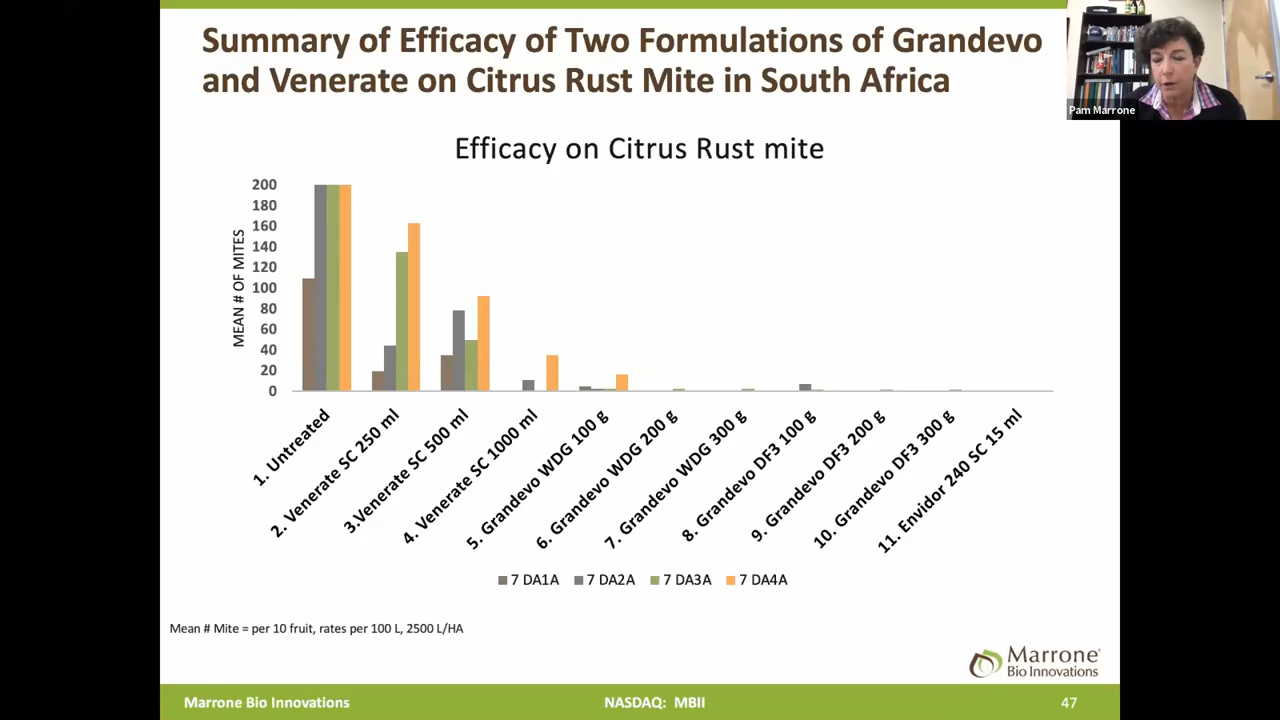 Summary of Efficacy of Two Formulations of Grandevo
and Venerate on Citrus Rust Mite in South Africa
Pam Marrone
Efficacy on Citrus Rust mite
MEAN # OF MITES
200
180
160
140
120
100
80
60
40
20
0
1. Untreated
2. Venerate SC 250 ml
3.Venerate SC 500 ml
4. Venerate SC 1000 ml
5. Grandevo WDG 100 g
6. Grandevo WDG 200 g
7. Grandevo WDG 300 g
8. Grandevo DF3 100 g
9. Grandevo DF3 200 g
10. Grandevo DF3 300 g
11. Envidor 240 SC 15 ml
7 DA1A 7 DA2A 7 DA3A 7 DA4A
Mean # Mite = per 10 fruit, rates per 100 L, 2500 L/HA
Marrone
Bio Innovations
Marrone Bio Innovations NASDAQ: MBII 47